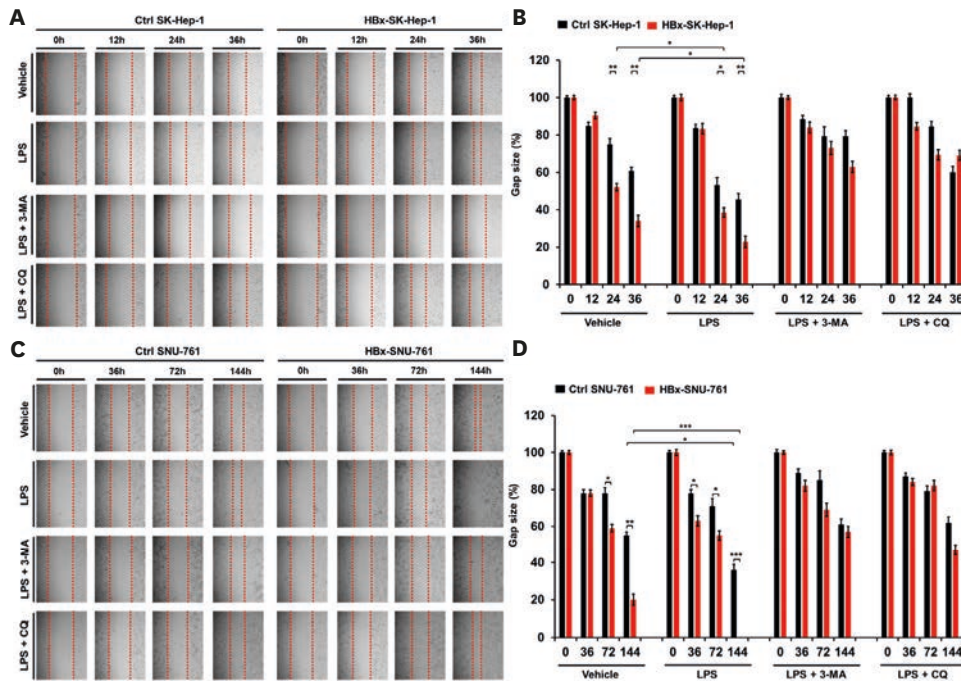 A
Ctrl SK-Hep-1 HBx-SK-Hep-1
0h 12h 24h 36h 0h 12h 24h 36h
Vehicle
LPS
LPS + 3-MA
LPS + CQ
B
Ctrl SK-Hep-1 HBx-SK-Hep-1
*
*
** ** * **
120
100
80
60
40
20
0
Gap size (%)
0 12 24 36 0 12 24 36 0 12 24 36 0 12 24 36
Vehicle LPS LPS + 3-MA LPS + CQ
C
Ctrl SNU-761 HBx-SNU-761
0h 36h 72h 144h 0h 36h 72h 144h
Vehicle
LPS
LPS + 3-MA
LPS + CQ
D
Ctrl SNU-761 HBx-SNU-761
***
*
* ** * * ***
120
100
80
60
40
20
0
Gap size (%)
0 36 72 144 0 36 72 144 0 36 72 144 0 36 72 144
Vehicle LPS LPS + 3-MA LPS + CQ